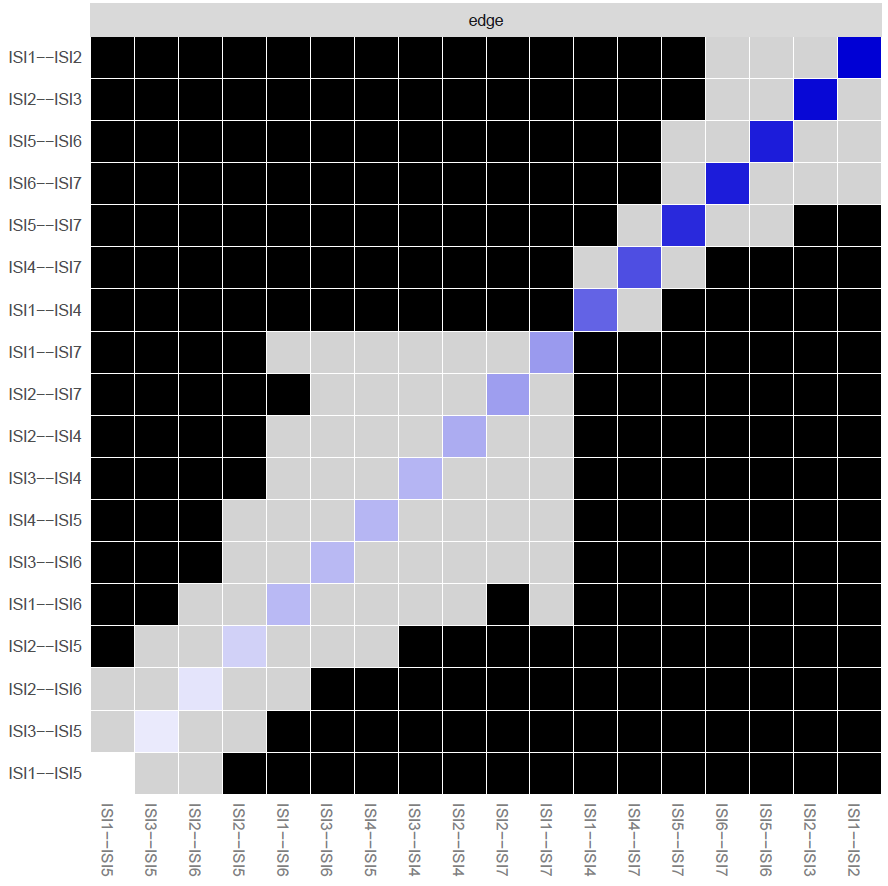 edge
ISI1--ISI2
ISI2--ISI3
ISI5--ISI6
ISI6--ISI7
ISI5--ISI7
ISI4--ISI7
ISI1--ISI4
ISI1--ISI7
ISI2--ISI7
ISI2--ISI4
ISI3--ISI4
ISI4--ISI5
ISI3--ISI6
ISI1--ISI6
ISI2--ISI5
ISI2--ISI6
ISI3--ISI5
ISI1--ISI5
ISI1--ISI5
ISI3--ISI5
ISI2--ISI6
ISI2--ISI5
ISI1--ISI6
ISI3--ISI6
ISI4--ISI5
ISI3--ISI4
ISI2--ISI4
ISI2--ISI7
ISI1--ISI7
ISI1--ISI4
ISI4--ISI7
ISI5--ISI7
ISI6--ISI7
ISI5--ISI6
ISI2--ISI3
ISI1--ISI2